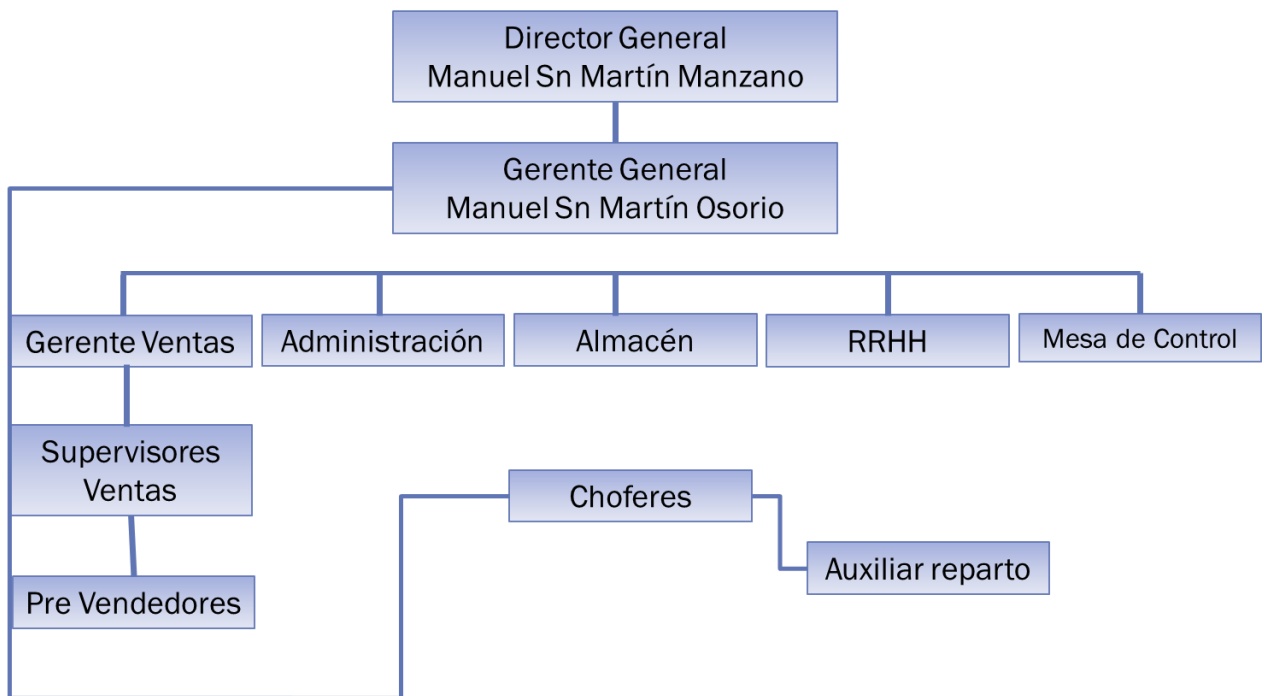 Director General
Manuel Sn Martín Manzano
Gerente General
Manuel Sn Martín Osorio
Gerente Ventas
Administración
Almacén
RRHH
Mesa de Control
Supervisores
Ventas
Choferes
Auxiliar reparto
Pre Vendedores